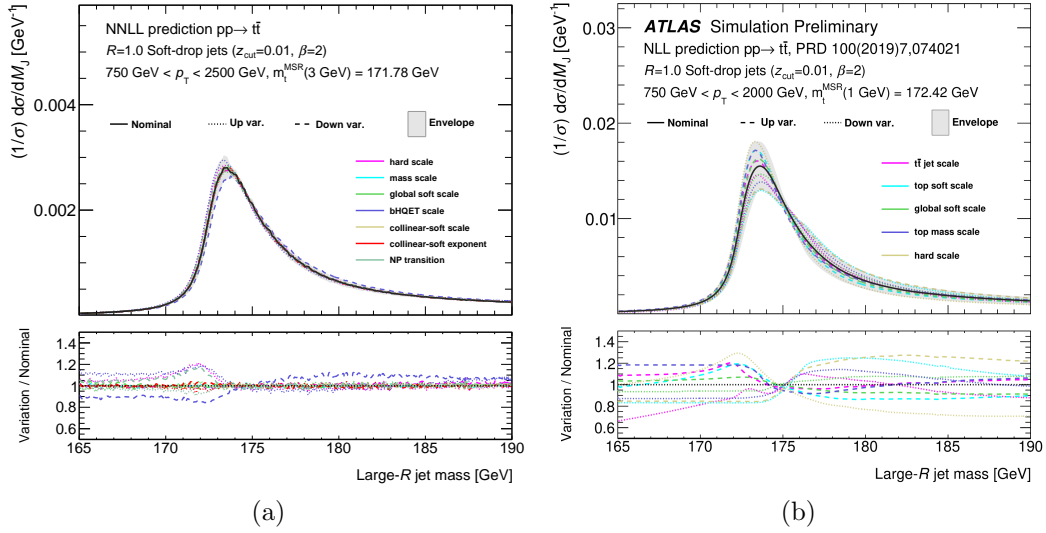 NNLL prediction pp→ tt̄
R=1.0 Soft-drop jets (z_cut=0.01, β=2)
750 GeV < p_T < 2500 GeV, m_t^MSR(3 GeV) = 171.78 GeV
Nominal Up var. Down var. Envelope
hard scale
mass scale
global soft scale
bHQET scale
collinear-soft scale
collinear-soft exponent
NP transition
(1/σ) dσ/dM_J [GeV⁻¹]
0.004
0.002
Variation / Nominal
1.4
1.2
1
0.8
0.6
165 170 175 180 185 190
Large-R jet mass [GeV]
(a)
ATLAS Simulation Preliminary
NLL prediction pp→ tt̄, PRD 100(2019)7,074021
R=1.0 Soft-drop jets (z_cut=0.01, β=2)
750 GeV < p_T < 2000 GeV, m_t^MSR(1 GeV) = 172.42 GeV
Nominal Up var. Down var. Envelope
tt̄ jet scale
top soft scale
global soft scale
top mass scale
hard scale
(1/σ) dσ/dM_J [GeV⁻¹]
0.03
0.02
0.01
Variation / Nominal
1.4
1.2
1
0.8
0.6
165 170 175 180 185 190
Large-R jet mass [GeV]
(b)